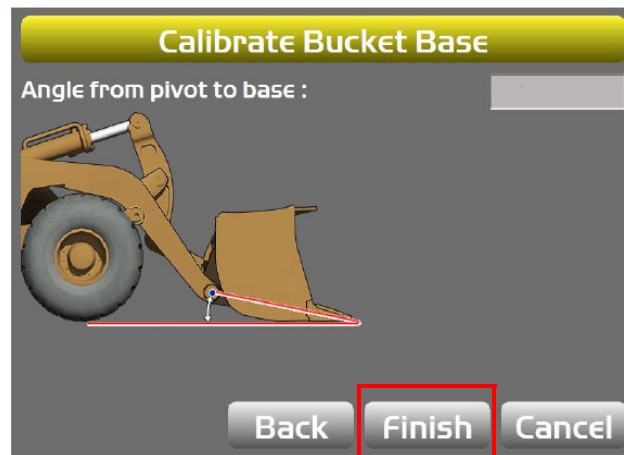 Calibrate Bucket Base
Angle from pivot to base :
Back
Finish
Cancel